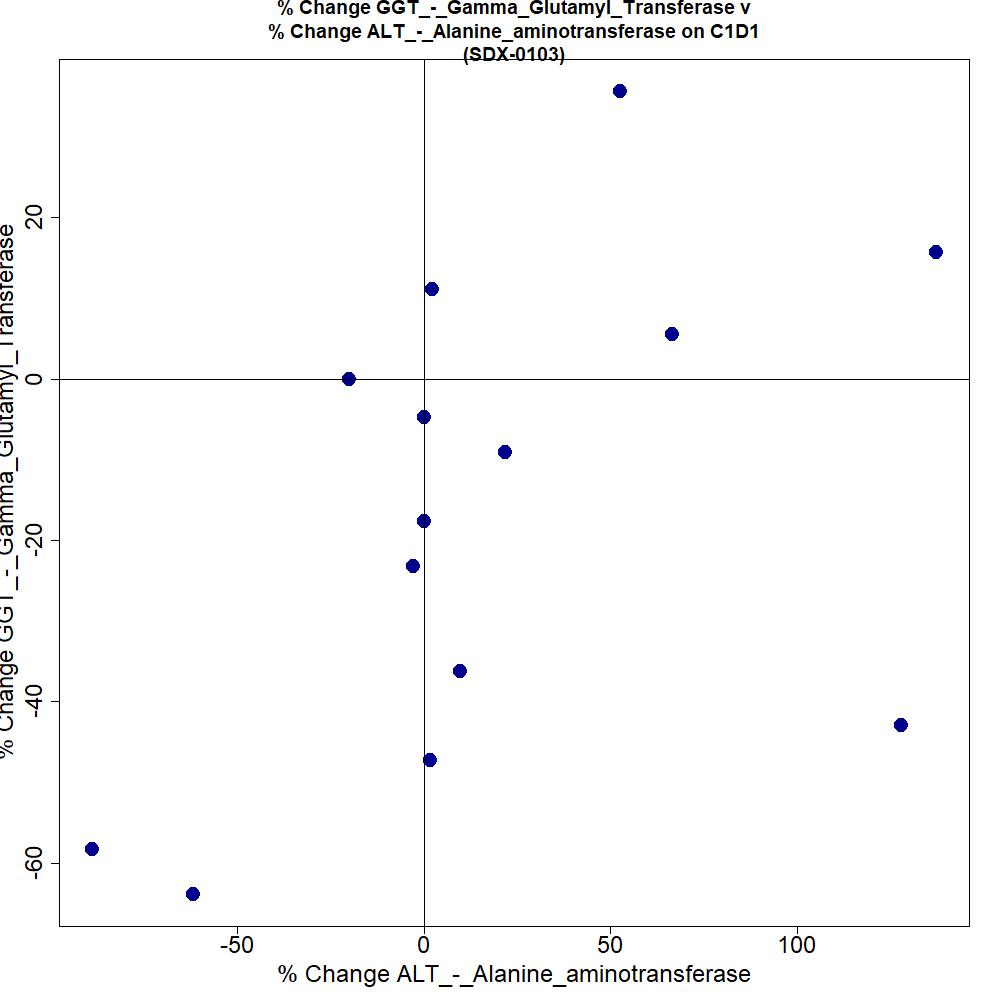 % Change GGT_-_Gamma_Glutamyl_Transferase v
% Change ALT_-_Alanine_aminotransferase on C1D1
(SDX-0103)
% Change GGT_-_Gamma_Glutamyl_Transferase
20
0
-20
-40
-60
-50
0
50
100
% Change ALT_-_Alanine_aminotransferase